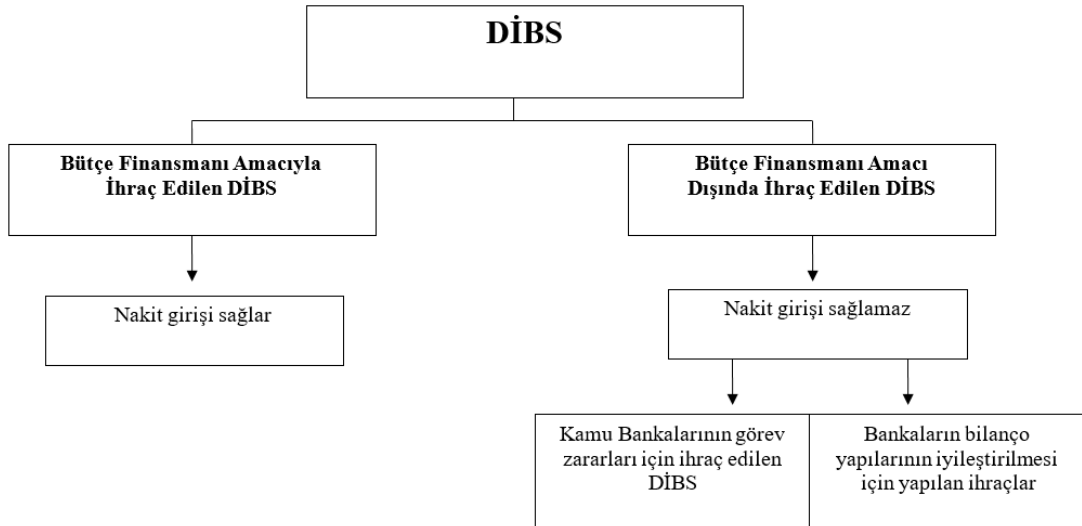 DİBS
Bütçe Finansmanı Amacıyla
İhraç Edilen DİBS
Bütçe Finansmanı Amacı
Dışında İhraç Edilen DİBS
Nakit girişi sağlar
Nakit girişi sağlamaz
Kamu Bankalarının görev
zararları için ihraç edilen
DİBS
Bankaların bilanço
yapılarının iyileştirilmesi
için yapılan ihraçlar